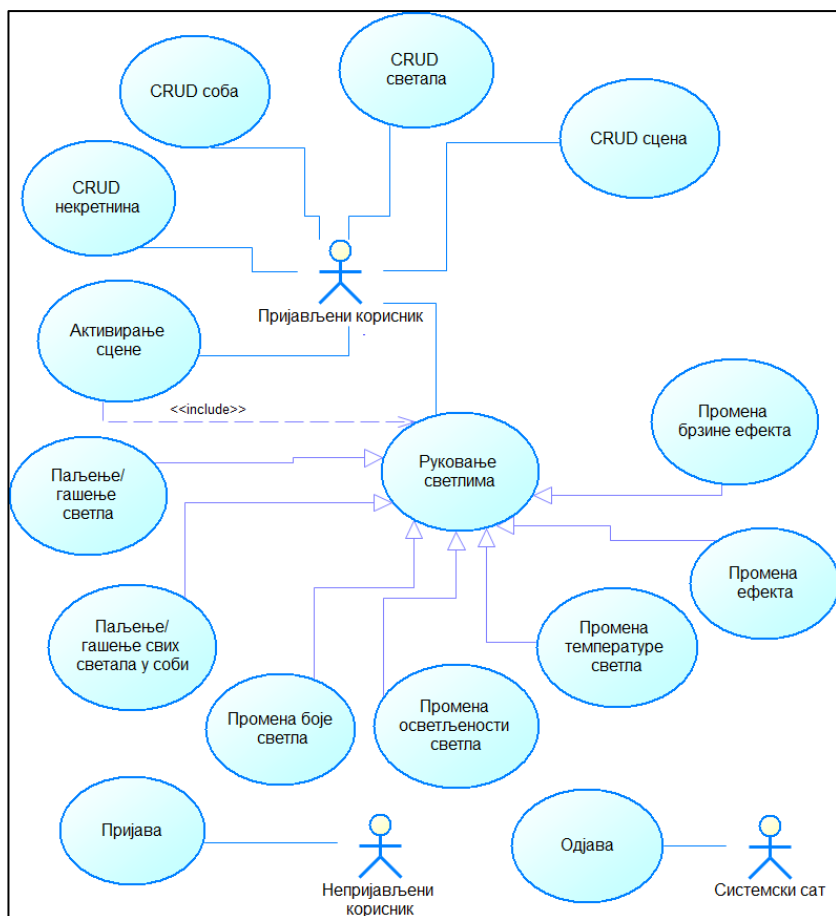 CRUD
светала
CRUD соба
CRUD сцена
CRUD
некретнина
Пријављени корисник
Активирање
сцене
<<include>>
Промена
брзине ефекта
Руковање
светлима
Паљење/
гашење
светла
Промена
ефекта
Паљење/
гашење свих
светала у соби
Промена
температуре
светла
Промена боје
светла
Промена
осветљености
светла
Пријава
Непријављени
корисник
Одјава
Системски сат